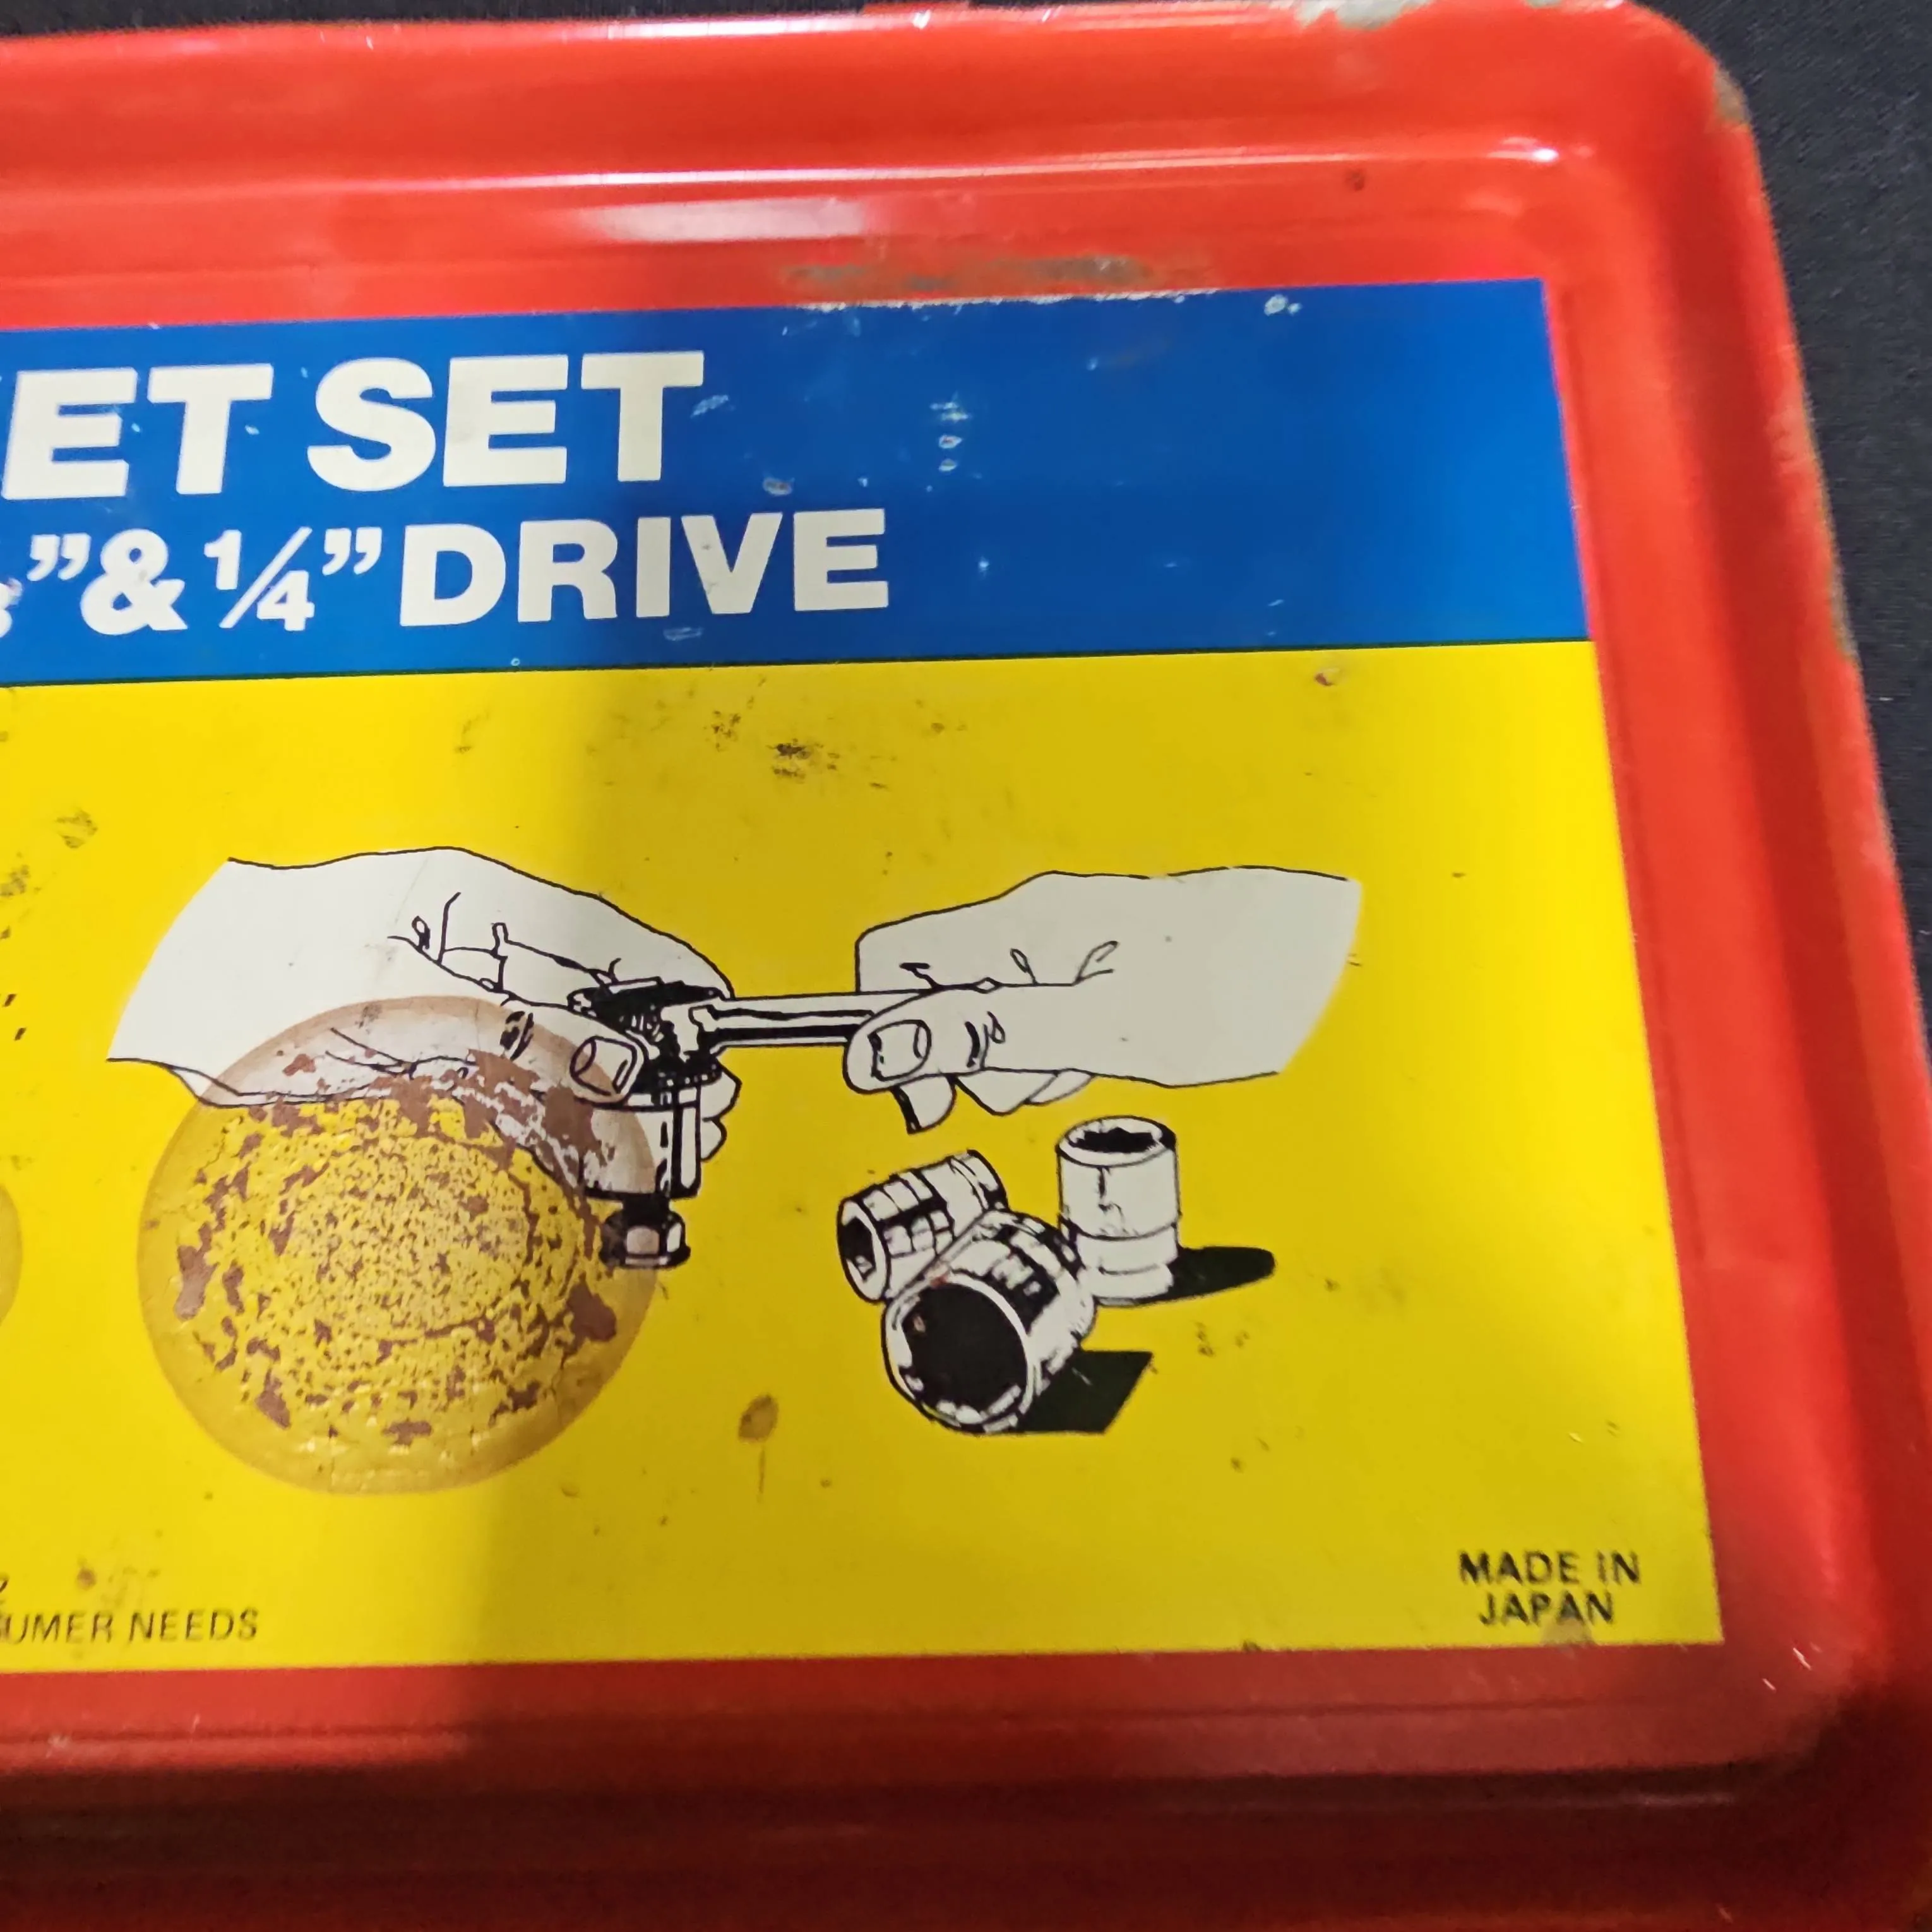 ET SET
"& 1/4" DRIVE
UMER NEEDS
MADE IN
JAPAN